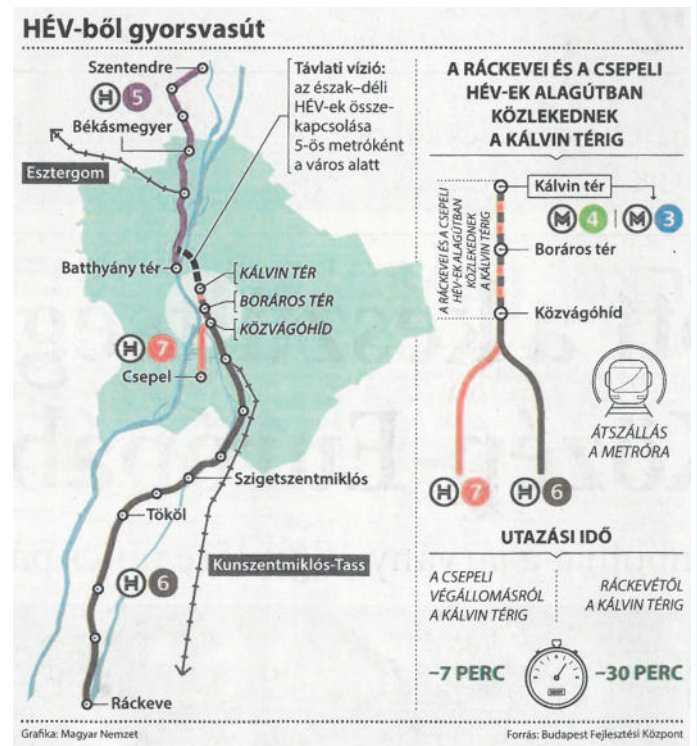 HÉV-ből gyorsvasút
Szentendre
H 5
Békásmegyer
Esztergom
Batthyány tér
Távlati vízió:
az észak–déli
HÉV-ek össze-
kapcsolása
5-ös metróként
a város alatt
KÁLVIN TÉR
BORÁROS TÉR
KÖZVÁGÓHÍD
H 7
Csepel
Szigetszentmiklós
Tököl
Kunszentmiklós-Tass
H 6
Ráckeve
A RÁCKEVEI ÉS A CSEPELI
HÉV-EK ALAGÚTBAN
KÖZLEKEDNEK
A KÁLVIN TÉRIG
A RÁCKEVEI ÉS A CSEPELI
HÉV-EK ALAGÚTBAN
KÖZLEKEDNEK
A KÁLVIN TÉRIG
Kálvin tér
M 4 | M 3
Boráros tér
Közvágóhíd
ÁTSZÁLLÁS
A METRÓRA
H 7
H 6
UTAZÁSI IDŐ
A CSEPELI
VÉGÁLLOMÁSRÓL
A KÁLVIN TÉRIG
RÁCKEVÉTŐL
A KÁLVIN TÉRIG
–7 PERC
–30 PERC
Grafika: Magyar Nemzet
Forrás: Budapest Fejlesztési Központ